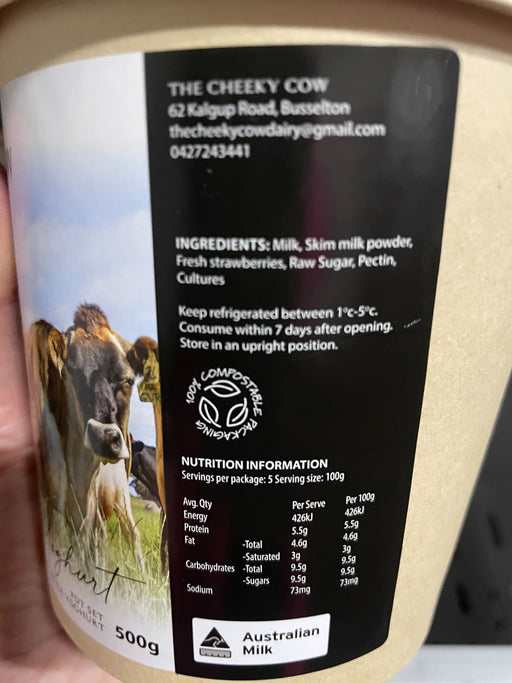 THE CHEEKY COW
62 Kalgup Road, Busselton
thecheekycowdairy@gmail.com
0427243441
INGREDIENTS: Milk, Skim milk powder,
Fresh strawberries, Raw Sugar, Pectin,
Cultures
Keep refrigerated between 1°c-5°c.
Consume within 7 days after opening.
Store in an upright position.
100% COMPOSTABLE PACKAGING
NUTRITION INFORMATION
Servings per package: 5 Serving size: 100g
Avg. Qty Per Serve Per 100g
Energy 426kJ 426kJ
Protein 5.5g 5.5g
Fat -Total 4.6g 4.6g
-Saturated 3g 3g
Carbohydrates -Total 9.5g 9.5g
-Sugars 9.5g 9.5g
Sodium 73mg 73mg
Australian
Milk
POT SET
YOGHURT
500g